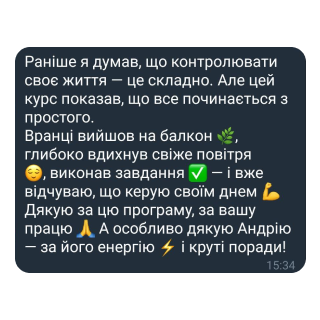 Раніше я думав, що контролювати
своє життя — це складно. Але цей
курс показав, що все починається з
простого.
Вранці вийшов на балкон 🌿,
глибоко вдихнув свіже повітря
😌, виконав завдання ✅ — і вже
відчуваю, що керую своїм днем 💪
Дякую за цю програму, за вашу
працю 🙏 А особливо дякую Андрію
— за його енергію ⚡ і круті поради!
15:34